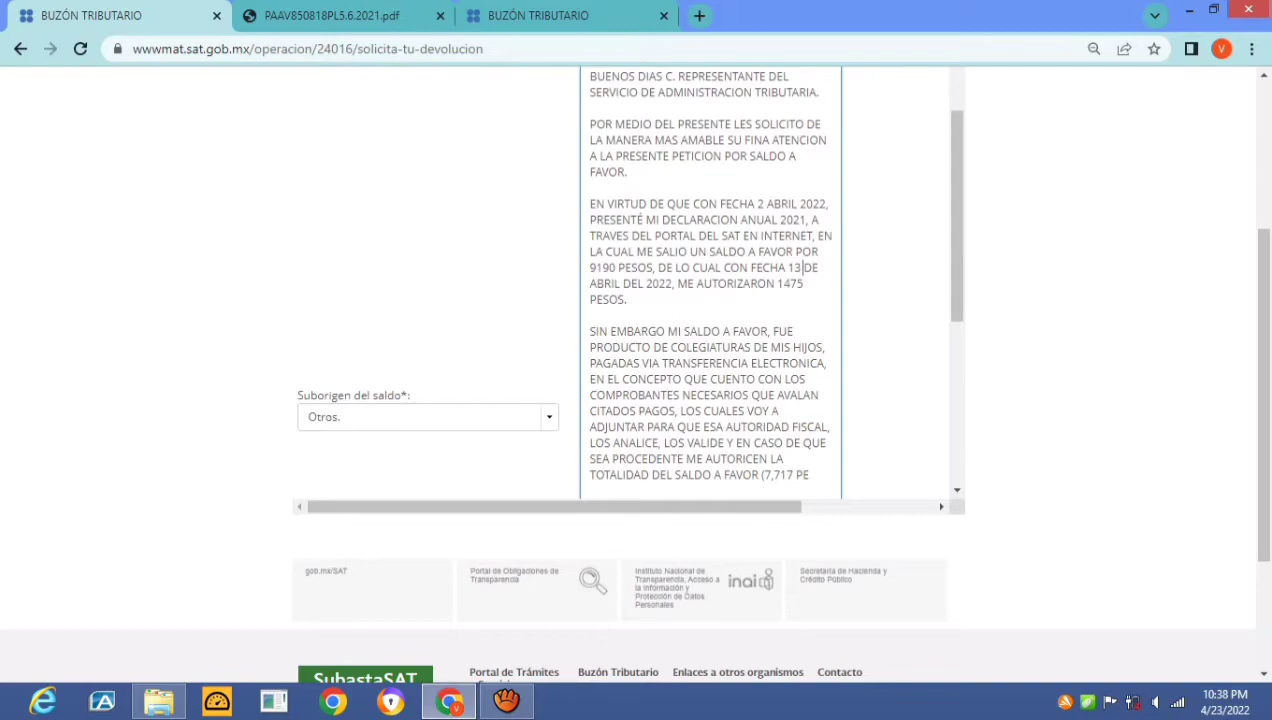 BUZÓN TRIBUTARIO
PAAV850818PL5.6.2021.pdf
BUZÓN TRIBUTARIO
wwwmat.sat.gob.mx/operacion/24016/solicita-tu-devolucion
V
BUENOS DIAS C. REPRESENTANTE DEL
SERVICIO DE ADMINISTRACION TRIBUTARIA.
POR MEDIO DEL PRESENTE LES SOLICITO DE
LA MANERA MAS AMABLE SU FINA ATENCION
A LA PRESENTE PETICION POR SALDO A
FAVOR.
EN VIRTUD DE QUE CON FECHA 2 ABRIL 2022,
PRESENTÉ MI DECLARACION ANUAL 2021, A
TRAVES DEL PORTAL DEL SAT EN INTERNET, EN
LA CUAL ME SALIO UN SALDO A FAVOR POR
9190 PESOS, DE LO CUAL CON FECHA 13 DE
ABRIL DEL 2022, ME AUTORIZARON 1475
PESOS.
SIN EMBARGO MI SALDO A FAVOR, FUE
PRODUCTO DE COLEGIATURAS DE MIS HIJOS,
PAGADAS VIA TRANSFERENCIA ELECTRONICA,
EN EL CONCEPTO QUE CUENTO CON LOS
COMPROBANTES NECESARIOS QUE AVALAN
CITADOS PAGOS, LOS CUALES VOY A
ADJUNTAR PARA QUE ESA AUTORIDAD FISCAL,
LOS ANALICE, LOS VALIDE Y EN CASO DE QUE
SEA PROCEDENTE ME AUTORICEN LA
TOTALIDAD DEL SALDO A FAVOR (7,717 PE
Suborigen del saldo*:
Otros.
gob.mx/SAT
Portal de Obligaciones de
Transparencia
Instituto Nacional de
Transparencia, Acceso a
la Información y
Protección de Datos
Personales
inai
Secretaría de Hacienda y
Crédito Público
SubastaSAT
Portal de Trámites
Buzón Tributario
Enlaces a otros organismos
Contacto
V
10:38 PM
4/23/2022